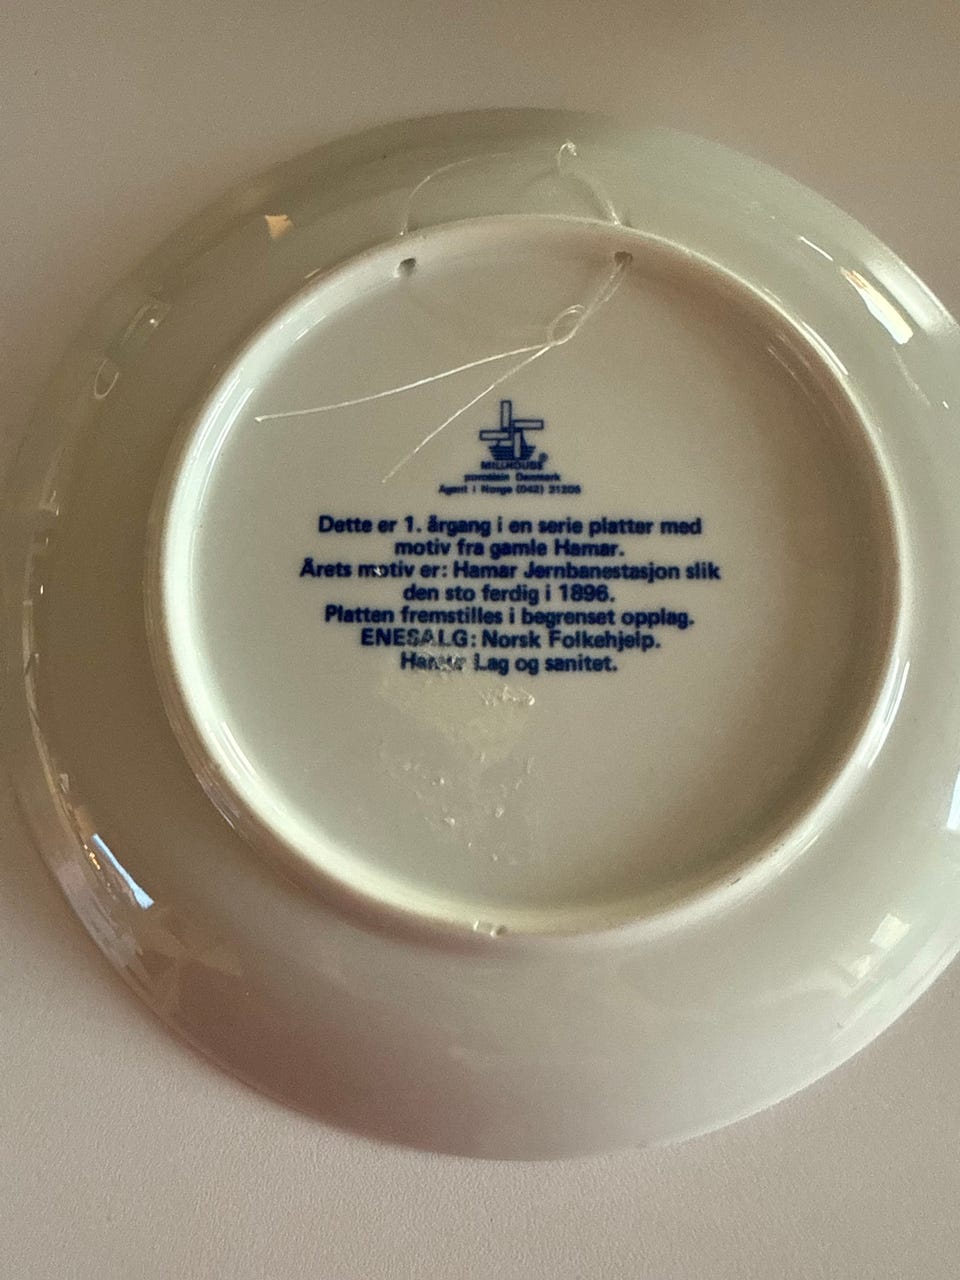 MILLHOUSE®
porcelain Denmark
Agent i Norge (042) 31205
Dette er 1. årgang i en serie platter med
motiv fra gamle Hamar.
Årets motiv er: Hamar Jernbanestasjon slik
den sto ferdig i 1896.
Platten fremstilles i begrenset opplag.
ENESALG: Norsk Folkehjelp.
Hamar Lag og sanitet.